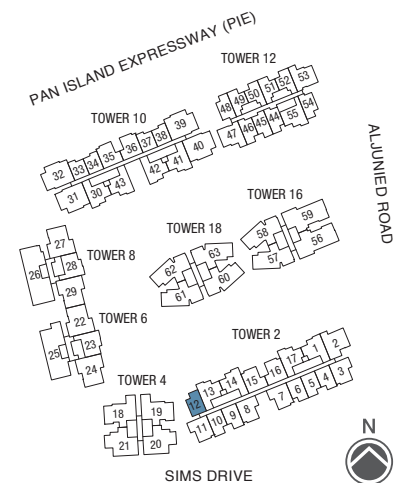 PAN ISLAND EXPRESSWAY (PIE)
TOWER 12
48 49 50 51 52 53
47 46 45 44 55 54
TOWER 10
32 33 34 35 36 37 38 39
31 30 43 42 41 40
ALJUNIED ROAD
TOWER 16
58 59
57 56
TOWER 18
62 63
61 60
TOWER 8
27
26 28
29
TOWER 6
22
25 23
24
TOWER 2
12 13 14 15 16 17 1 2
11 10 9 8 7 6 5 4 3
TOWER 4
18 19
21 20
N
SIMS DRIVE